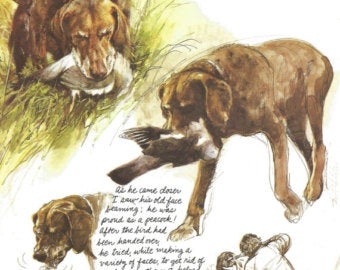 As he came closer
I saw his old face
beaming; he was
proud as a peacock!
After the bird had
been handed over,
he tried, while making a
variety of faces, to get rid of